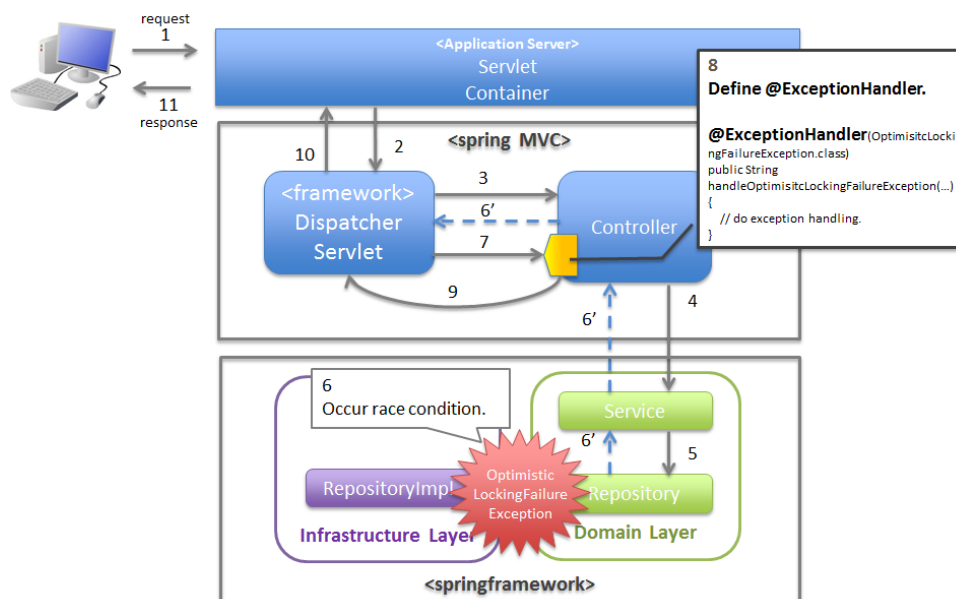 request
1
11
response
<Application Server>
Servlet
Container
8
Define @ExceptionHandler.
@ExceptionHandler(OptimisitcLocki
ngFailureException.class)
public String
handleOptimisitcLockingFailureException(...)
{
// do exception handling.
}
10
2
<spring MVC>
<framework>
Dispatcher
Servlet
3
6’
7
9
Controller
6’
4
6
Occur race condition.
Service
6’
5
RepositoryImpl
Optimistic
LockingFailure
Exception
Repository
Infrastructure Layer
Domain Layer
<springframework>